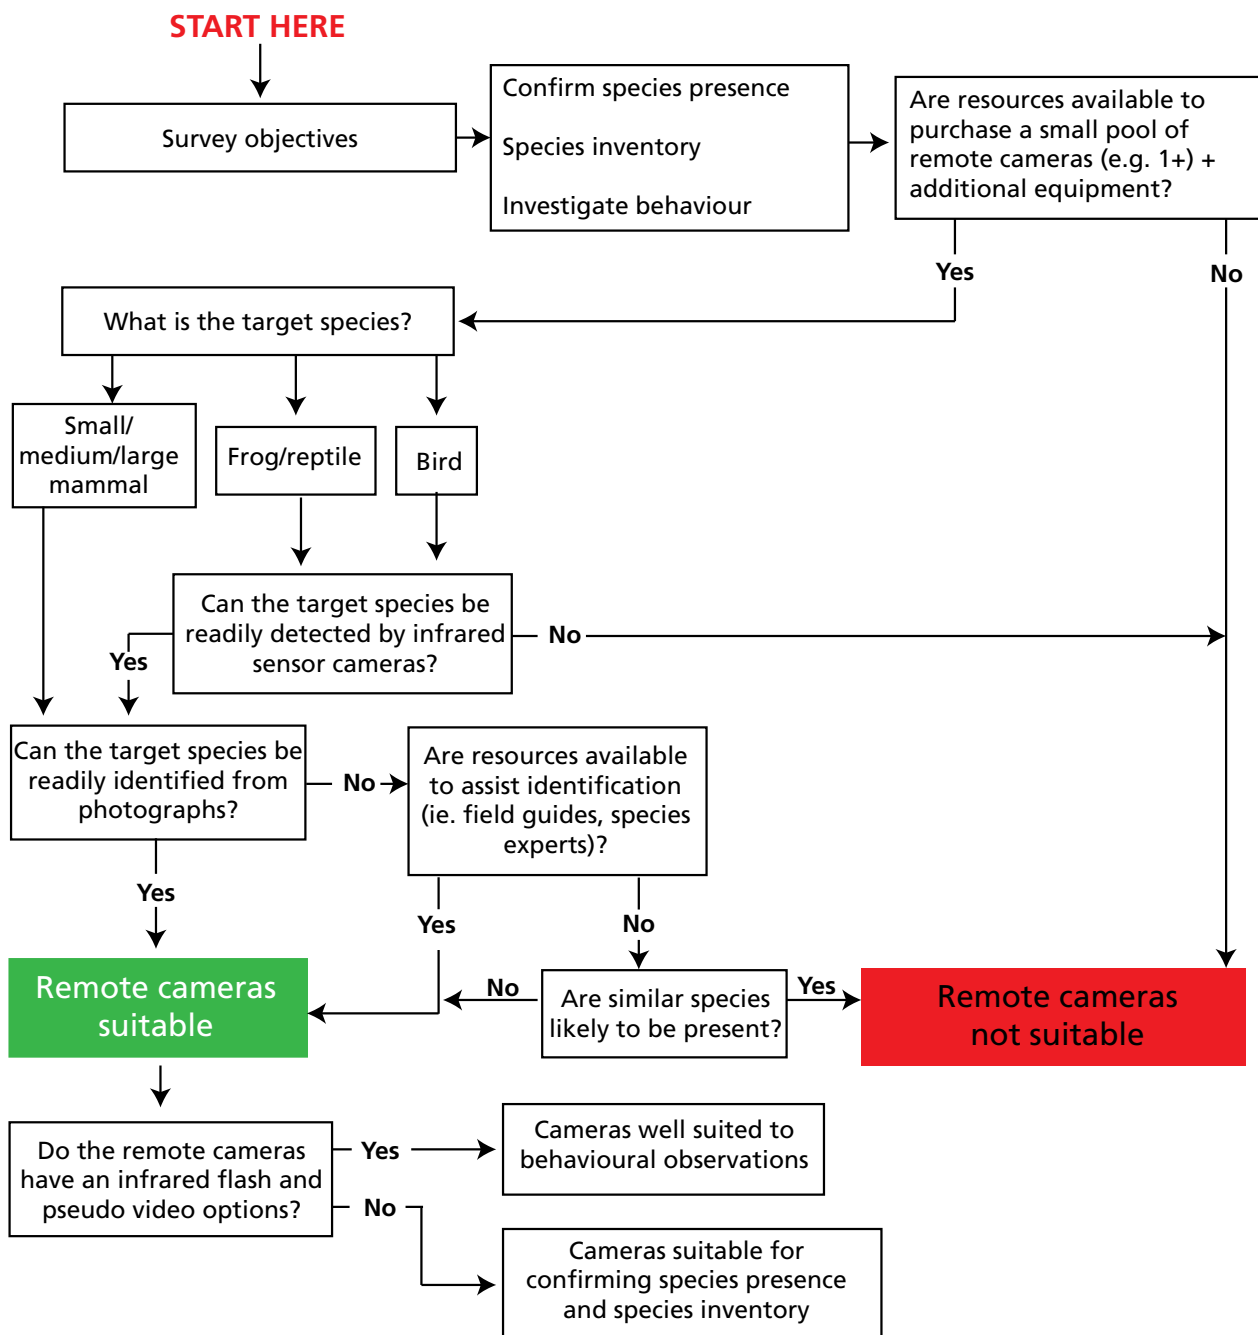 START HERE
Survey objectives
Confirm species presence
Species inventory
Investigate behaviour
Are resources available to
purchase a small pool of
remote cameras (e.g. 1+) +
additional equipment?
Yes
No
What is the target species?
Small/
medium/large
mammal
Frog/reptile
Bird
Can the target species be
readily detected by infrared
sensor cameras?
No
Yes
Can the target species be
readily identified from
photographs?
No
Are resources available
to assist identification
(ie. field guides, species
experts)?
Yes
Yes
No
Remote cameras
suitable
No
Are similar species
likely to be present?
Yes
Remote cameras
not suitable
Do the remote cameras
have an infrared flash and
pseudo video options?
Yes
Cameras well suited to
behavioural observations
No
Cameras suitable for
confirming species presence
and species inventory